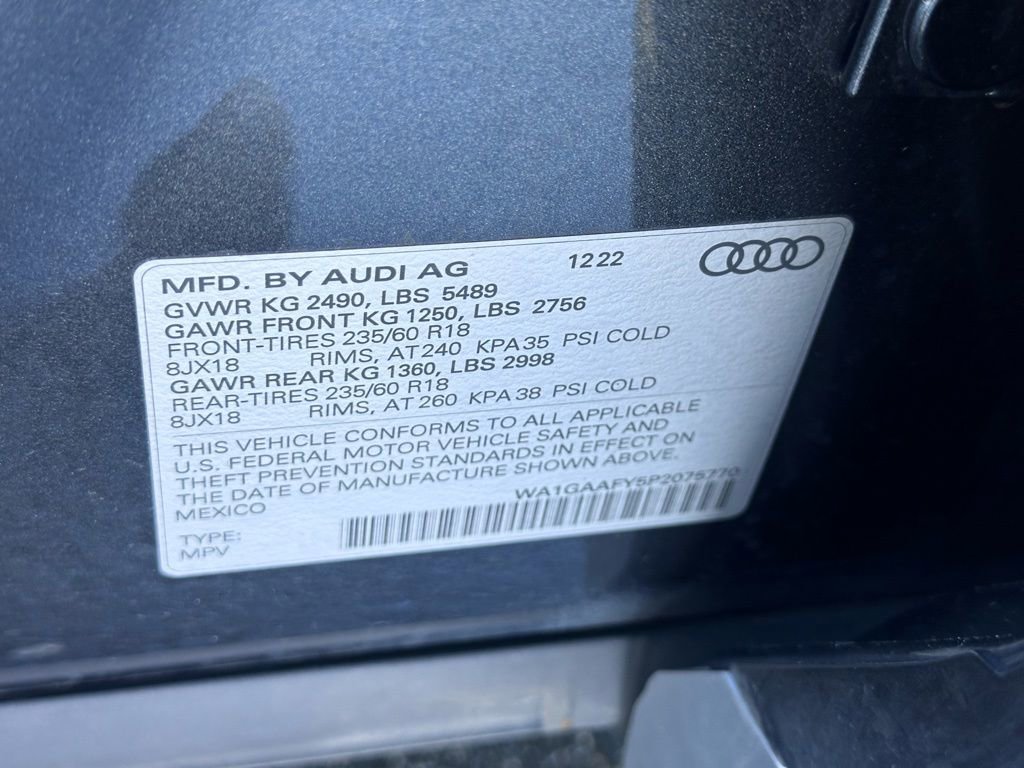 MFD. BY AUDI AG 12 22
GVWR KG 2490, LBS 5489
GAWR FRONT KG 1250, LBS 2756
FRONT-TIRES 235/60 R18
8JX18 RIMS, AT 240 KPA 35 PSI COLD
GAWR REAR KG 1360, LBS 2998
REAR-TIRES 235/60 R18
8JX18 RIMS, AT 260 KPA 38 PSI COLD
THIS VEHICLE CONFORMS TO ALL APPLICABLE
U.S. FEDERAL MOTOR VEHICLE SAFETY AND
THEFT PREVENTION STANDARDS IN EFFECT ON
THE DATE OF MANUFACTURE SHOWN ABOVE.
MEXICO WA1GAAFY5P2075770
TYPE:
MPV